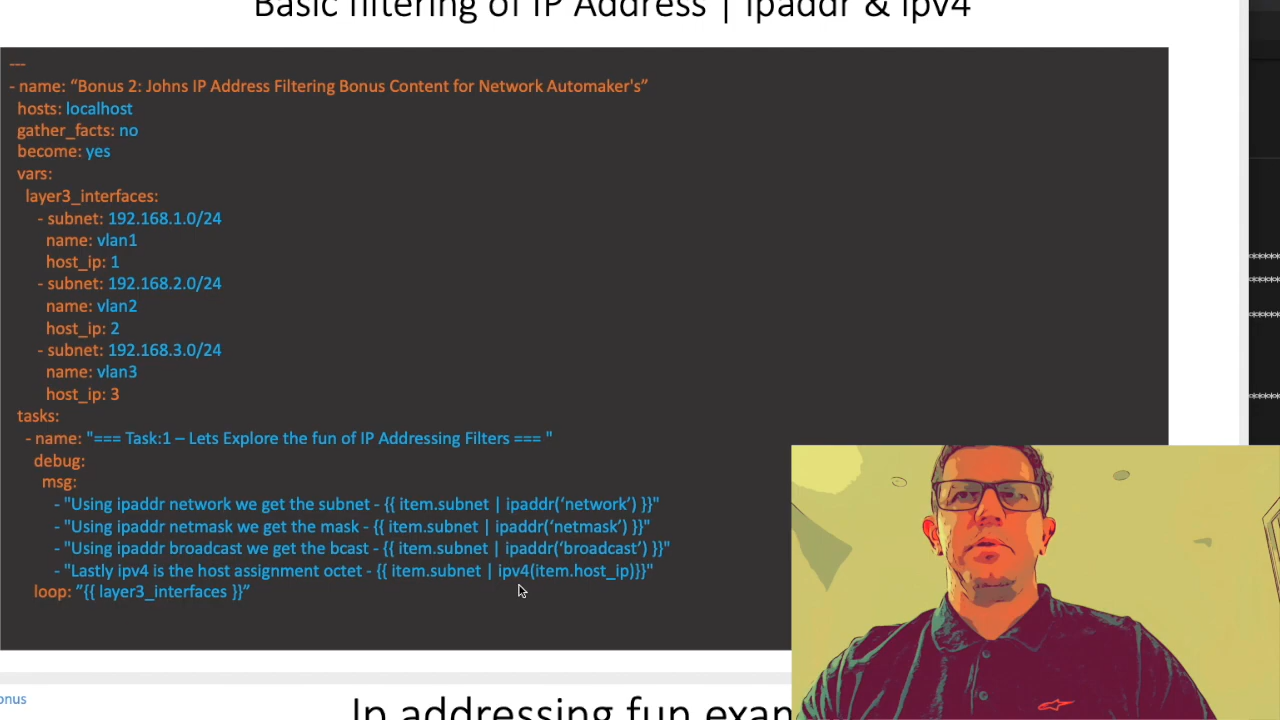 Basic filtering of IP Address | ipaddr & ipv4
---
- name: “Bonus 2: Johns IP Address Filtering Bonus Content for Network Automaker's”
hosts: localhost
gather_facts: no
become: yes
vars:
layer3_interfaces:
- subnet: 192.168.1.0/24
name: vlan1
host_ip: 1
- subnet: 192.168.2.0/24
name: vlan2
host_ip: 2
- subnet: 192.168.3.0/24
name: vlan3
host_ip: 3
tasks:
- name: "=== Task:1 – Lets Explore the fun of IP Addressing Filters === "
debug:
msg:
- "Using ipaddr network we get the subnet - {{ item.subnet | ipaddr(‘network’) }}"
- "Using ipaddr netmask we get the mask - {{ item.subnet | ipaddr(‘netmask’) }}"
- "Using ipaddr broadcast we get the bcast - {{ item.subnet | ipaddr(‘broadcast’) }}"
- "Lastly ipv4 is the host assignment octet - {{ item.subnet | ipv4(item.host_ip)}}"
loop: ”{{ layer3_interfaces }}”
Ip addressing fun